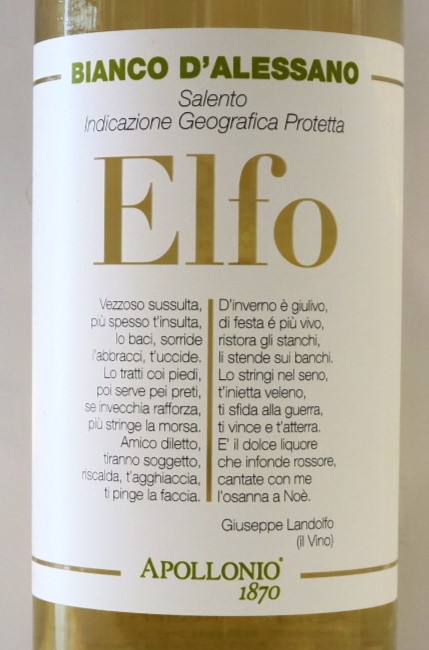 BIANCO D'ALESSANO
Salento
Indicazione Geografica Protetta
Elfo
Vezzoso sussulta,
più spesso t'insulta,
lo baci, sorride
l'abbracci, t'uccide.
Lo tratti coi piedi,
poi serve pei preti,
se invecchia rafforza,
più stringe la morsa.
Amico diletto,
tiranno soggetto,
riscalda, t'agghiaccia,
ti pinge la faccia.
D'inverno è giulivo,
di festa é più vivo,
ristora gli stanchi,
li stende sui banchi.
Lo stringi nel seno,
t'inietta veleno,
ti sfida alla guerra,
ti vince e t'atterra.
E' il dolce liquore
che infonde rossore,
cantate con me
l'osanna a Noè.
Giuseppe Landolfo
(il Vino)
APOLLONIO®
1870